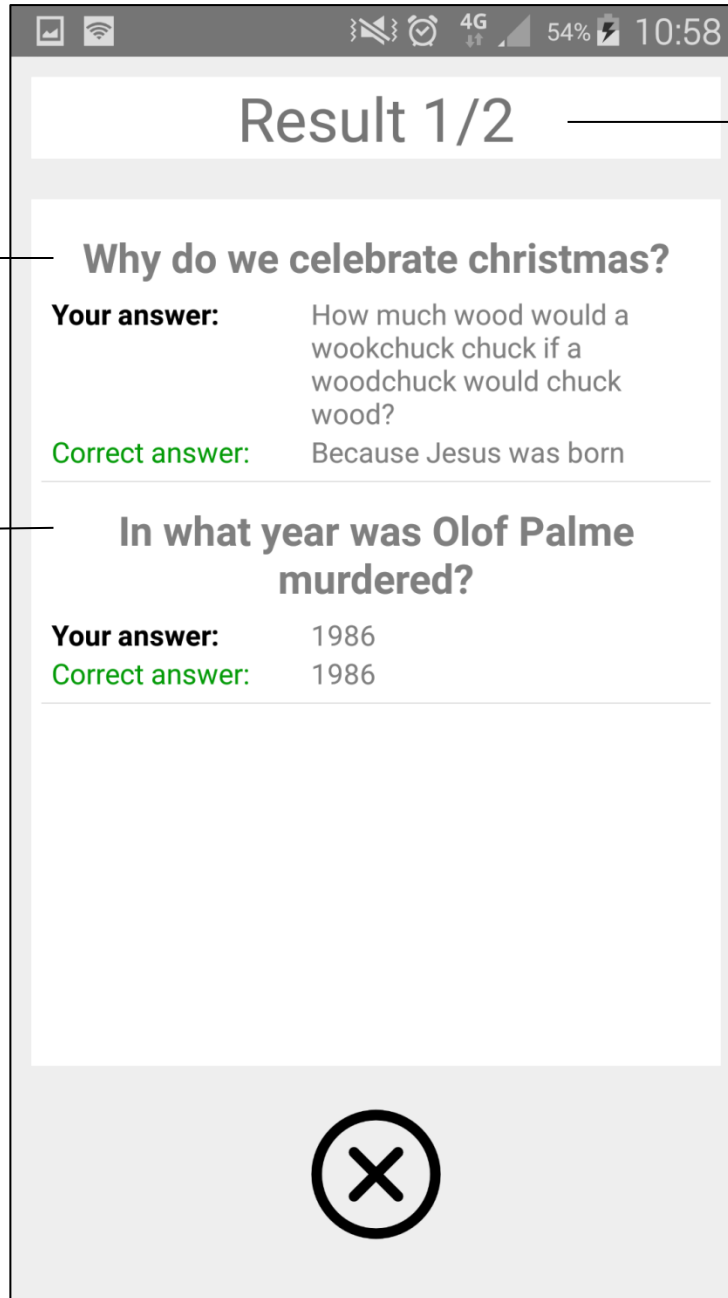 4G 54% 10:58
Result 1/2
Why do we celebrate christmas?
Your answer: How much wood would a
wookchuck chuck if a
woodchuck would chuck
wood?
Correct answer: Because Jesus was born
In what year was Olof Palme
murdered?
Your answer: 1986
Correct answer: 1986